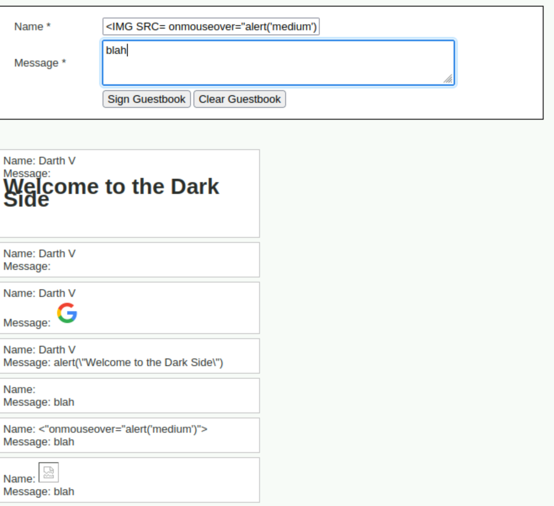 Name *
<IMG SRC= onmouseover="alert('medium')
Message *
blah
Sign Guestbook
Clear Guestbook
Name: Darth V
Message:
Welcome to the Dark
Side
Name: Darth V
Message:
Name: Darth V
Message:
Name: Darth V
Message: alert(\"Welcome to the Dark Side\")
Name:
Message: blah
Name: <"onmouseover="alert('medium')">
Message: blah
Name:
Message: blah